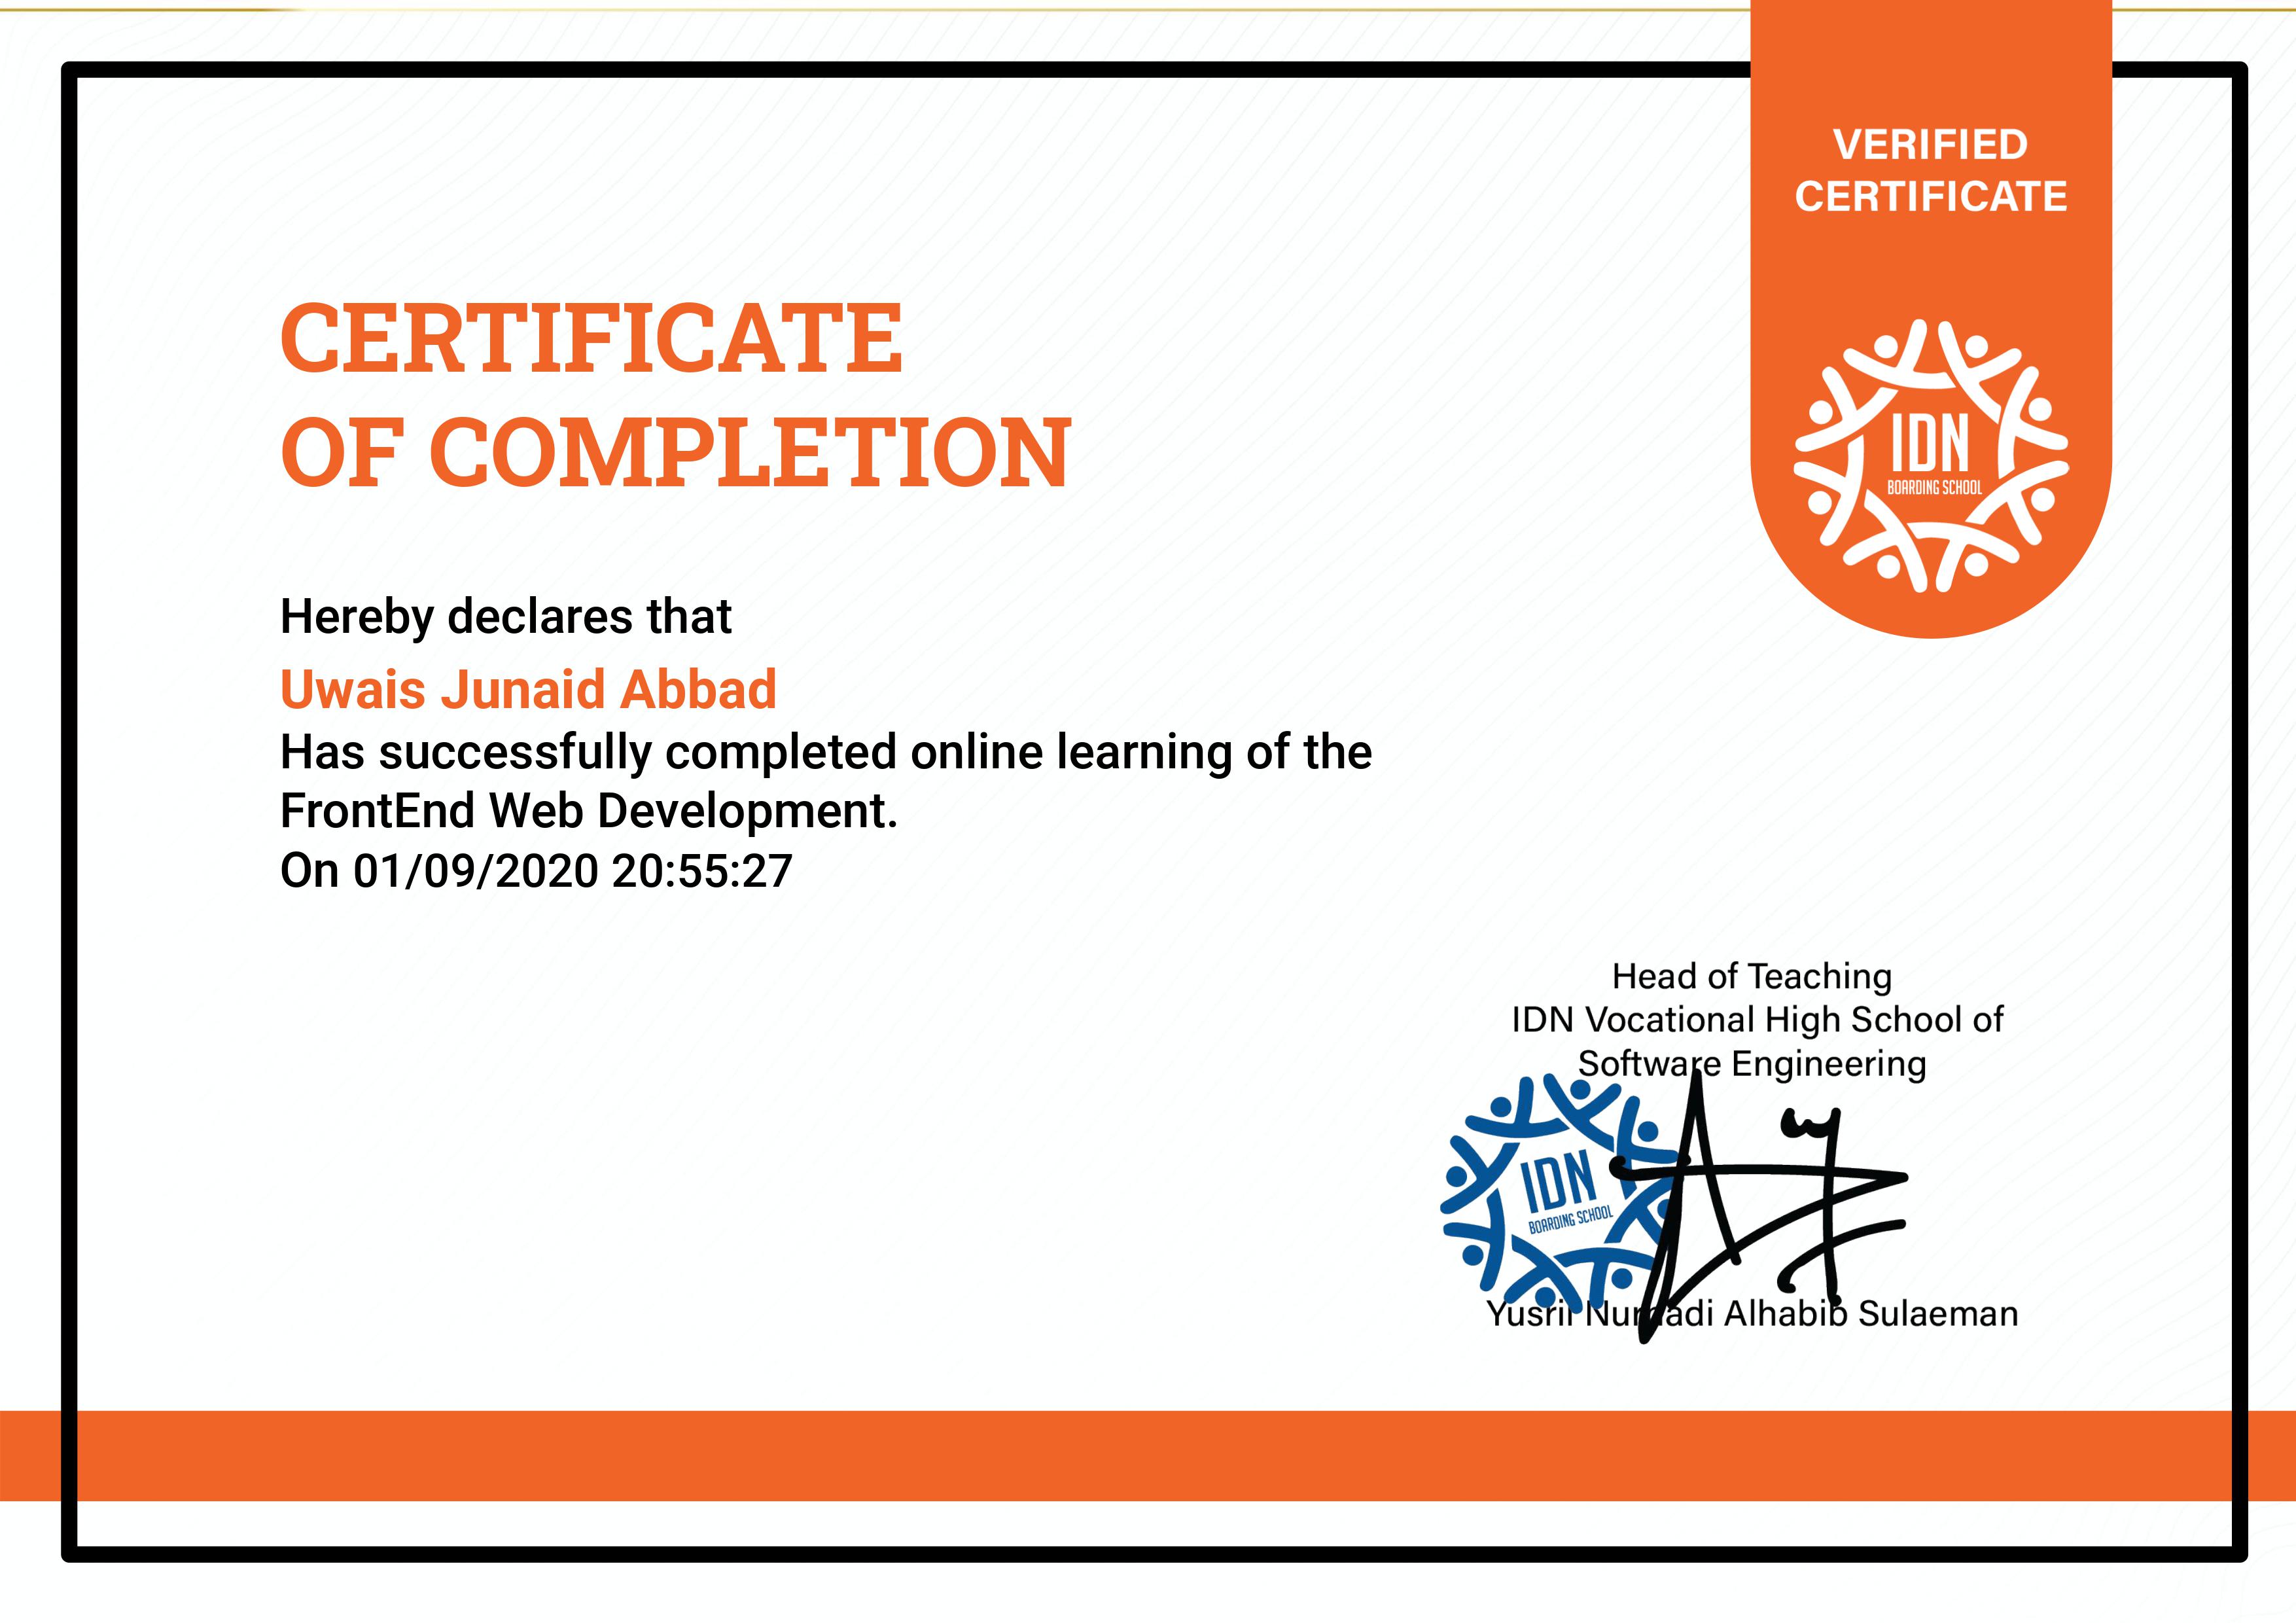 VERIFIED
CERTIFICATE
IDN
BOARDING SCHOOL
CERTIFICATE
OF COMPLETION
Hereby declares that
Uwais Junaid Abbad
Has successfully completed online learning of the
FrontEnd Web Development.
On 01/09/2020 20:55:27
Head of Teaching
IDN Vocational High School of
Software Engineering
IDN
BOARDING SCHOOL
Yusril Alhabib Sulaeman